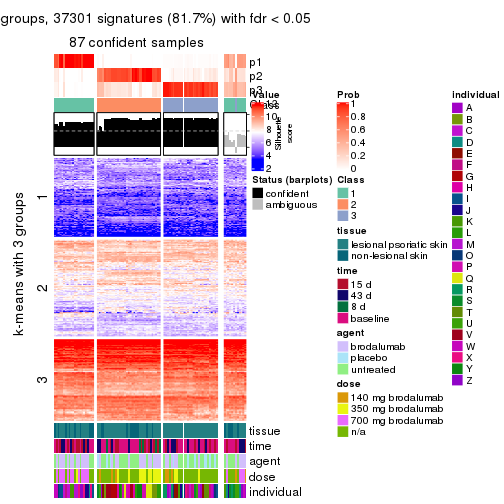 groups, 37301 signatures (81.7%) with fdr < 0.05
87 confident samples
p1
p2
p3
Class
Silhouette
score
k-means with 3 groups
1
2
3
tissue
time
agent
dose
individual
Value
10
8
6
4
2
Status (barplots)
confident
ambiguous
Prob
1
0.8
0.6
0.4
0.2
0
Class
1
2
3
tissue
lesional psoriatic skin
non-lesional skin
time
15 d
43 d
8 d
baseline
agent
brodalumab
placebo
untreated
dose
140 mg brodalumab
350 mg brodalumab
700 mg brodalumab
n/a
individual
A
B
C
D
E
F
G
H
I
J
K
L
M
O
P
Q
R
S
T
U
V
W
X
Y
Z